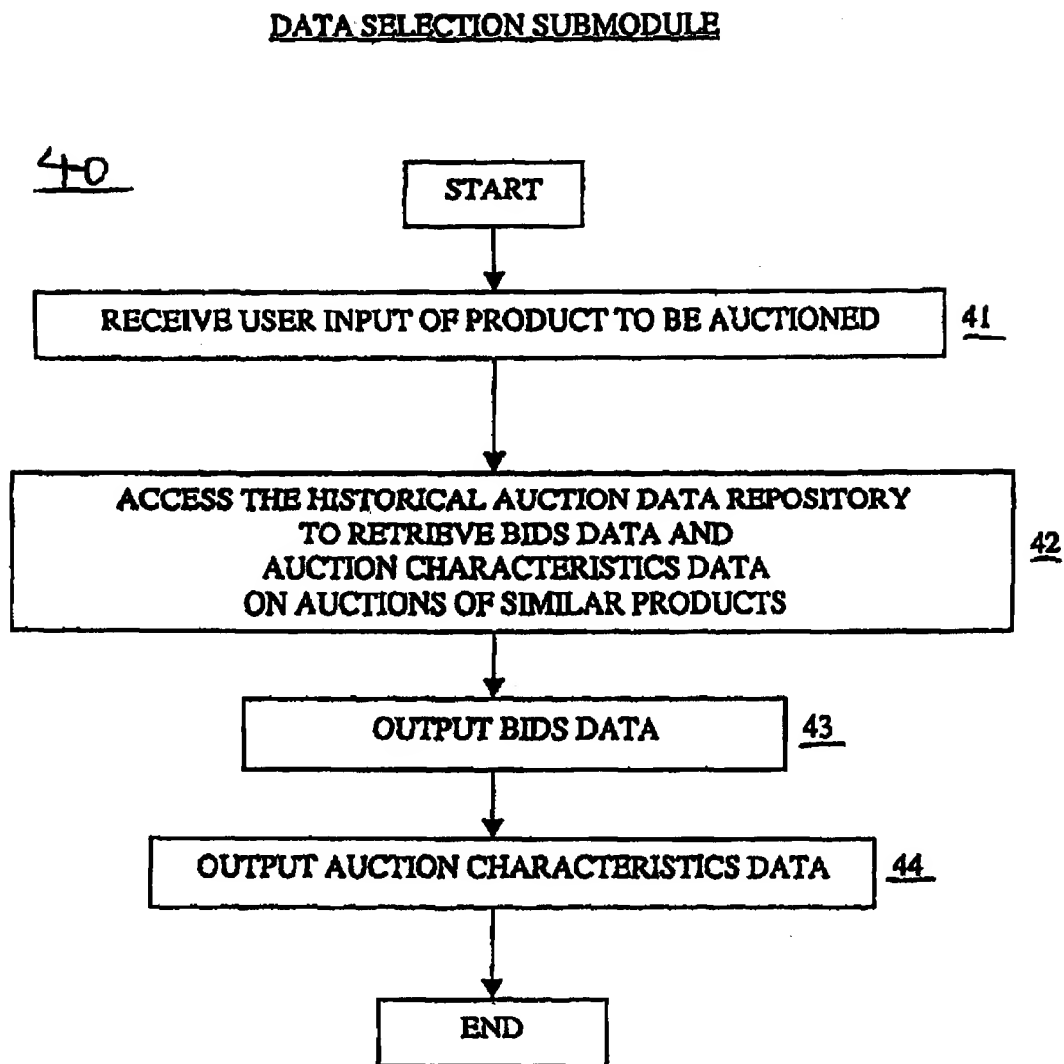 DATA SELECTION SUBMODULE
40
START
RECEIVE USER INPUT OF PRODUCT TO BE AUCTIONED
41
ACCESS THE HISTORICAL AUCTION DATA REPOSITORY
TO RETRIEVE BIDS DATA AND
AUCTION CHARACTERISTICS DATA
ON AUCTIONS OF SIMILAR PRODUCTS
42
OUTPUT BIDS DATA
43
OUTPUT AUCTION CHARACTERISTICS DATA
44
END